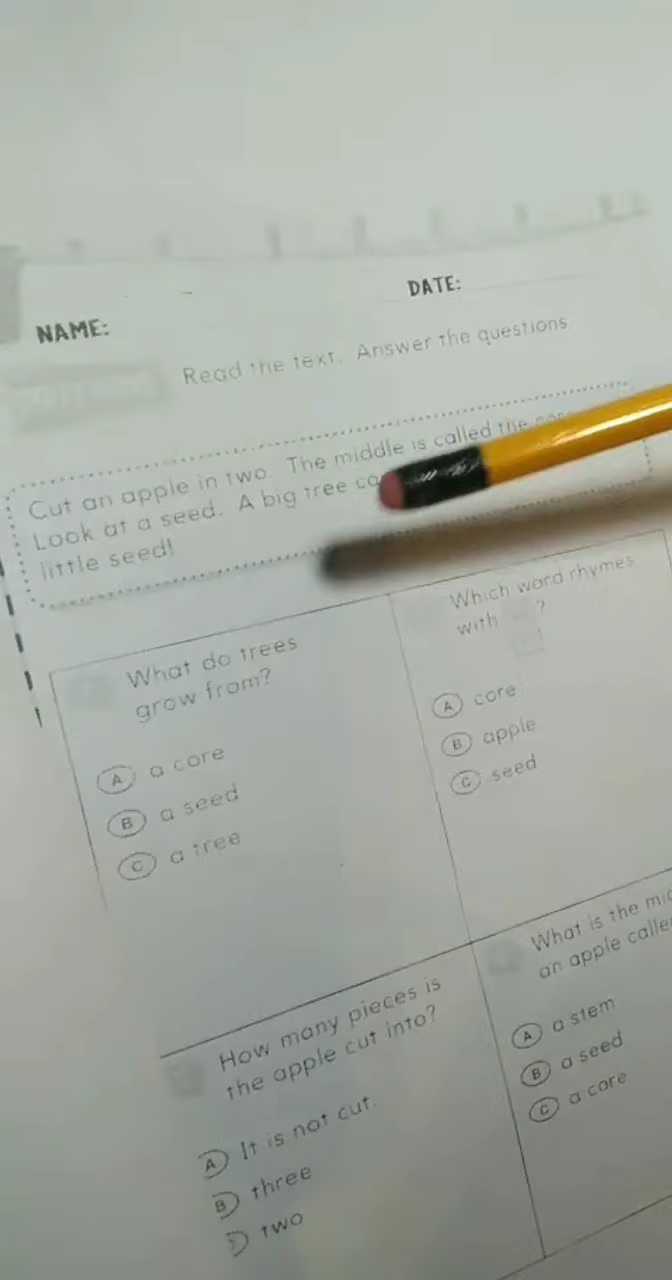 NAME:
DATE:
Read the text. Answer the questions
Cut an apple in two. The middle is called the
Look at a seed. A big tree
little seed!
What do trees
grow from?
A a core
B a seed
C a tree
Which word rhymes
with ?
A core
B apple
C seed
How many pieces is
the apple cut into?
A It is not cut.
B three
two
What is the
an apple
A a stem
B a seed
C a core